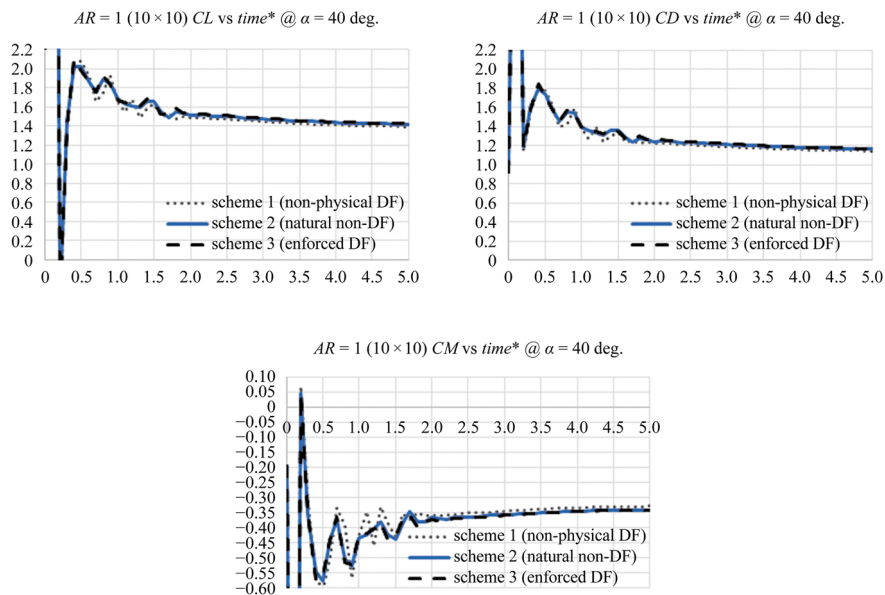 AR = 1 (10 × 10) CL vs time* @ α = 40 deg.
2.2
2.0
1.8
1.6
1.4
1.2
1.0
0.8
0.6
0.4
0.2
0
scheme 1 (non-physical DF)
scheme 2 (natural non-DF)
scheme 3 (enforced DF)
0 0.5 1.0 1.5 2.0 2.5 3.0 3.5 4.0 4.5 5.0
AR = 1 (10 × 10) CD vs time* @ α = 40 deg.
2.2
2.0
1.8
1.6
1.4
1.2
1.0
0.8
0.6
0.4
0.2
0
scheme 1 (non-physical DF)
scheme 2 (natural non-DF)
scheme 3 (enforced DF)
0 0.5 1.0 1.5 2.0 2.5 3.0 3.5 4.0 4.5 5.0
AR = 1 (10 × 10) CM vs time* @ α = 40 deg.
0.10
0.05
0
−0.05
−0.10
−0.15
−0.20
−0.25
−0.30
−0.35
−0.40
−0.45
−0.50
−0.55
−0.60
0 0.5 1.0 1.5 2.0 2.5 3.0 3.5 4.0 4.5 5.0
scheme 1 (non-physical DF)
scheme 2 (natural non-DF)
scheme 3 (enforced DF)